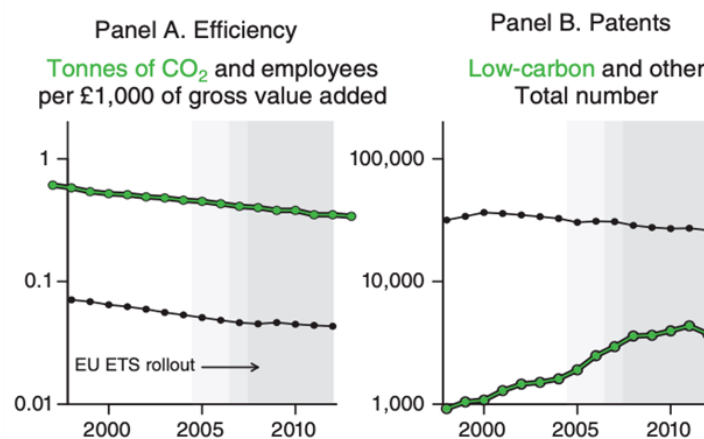 Panel A. Efficiency
Tonnes of CO₂ and employees
per £1,000 of gross value added
1
0.1
0.01
EU ETS rollout
2000 2005 2010
Panel B. Patents
Low-carbon and other
Total number
100,000
10,000
1,000
2000 2005 2010